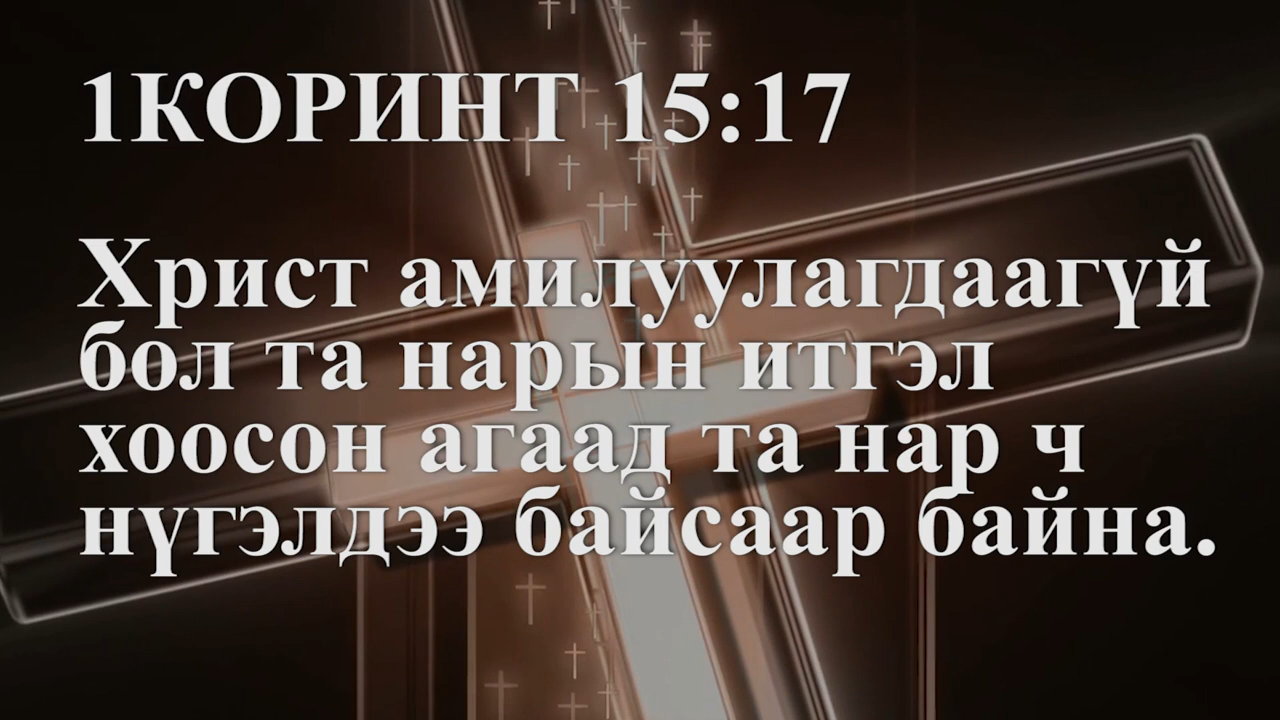 1КОРИНТ 15:17
Христ амилуулагдаагүй
бол та нарын итгэл
хоосон агаад та нар ч
нүгэлдээ байсаар байна.